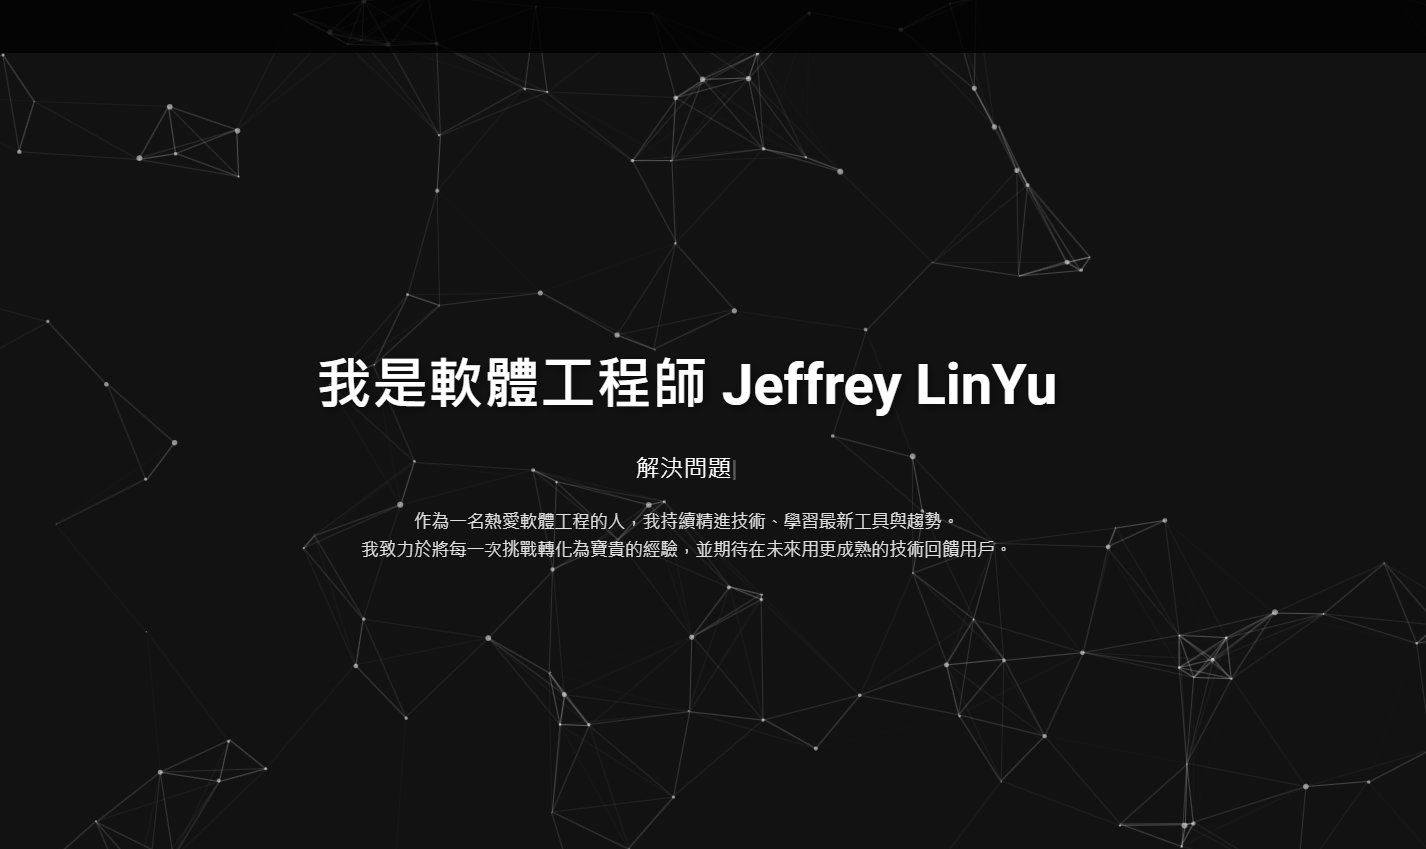 我是軟體工程師 Jeffrey LinYu
解決問題|
作為一名熱愛軟體工程的人，我持續精進技術、學習最新工具與趨勢。
我致力於將每一次挑戰轉化為寶貴的經驗，並期待在未來用更成熟的技術回饋用戶。